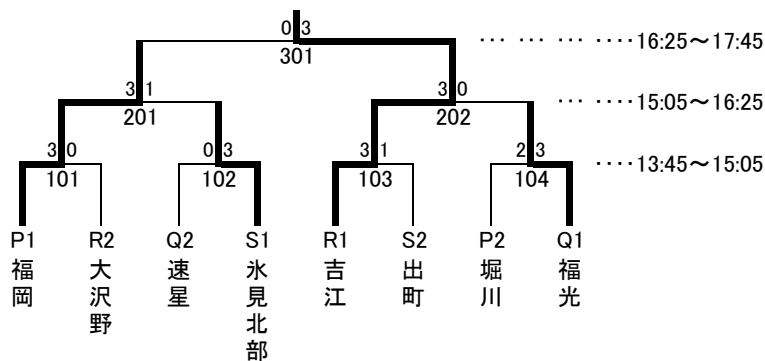 0 3 ‥ ‥ ‥ ‥‥16:25～17:45
301
3 1 3 0 ‥ ‥ ‥‥15:05～16:25
201 202
3 0 0 3 3 1 2 3 ‥‥13:45～15:05
101 102 103 104
P1 R2 Q2 S1 R1 S2 P2 Q1
福岡 大沢野 速星 氷見北部 吉江 出町 堀川 福光